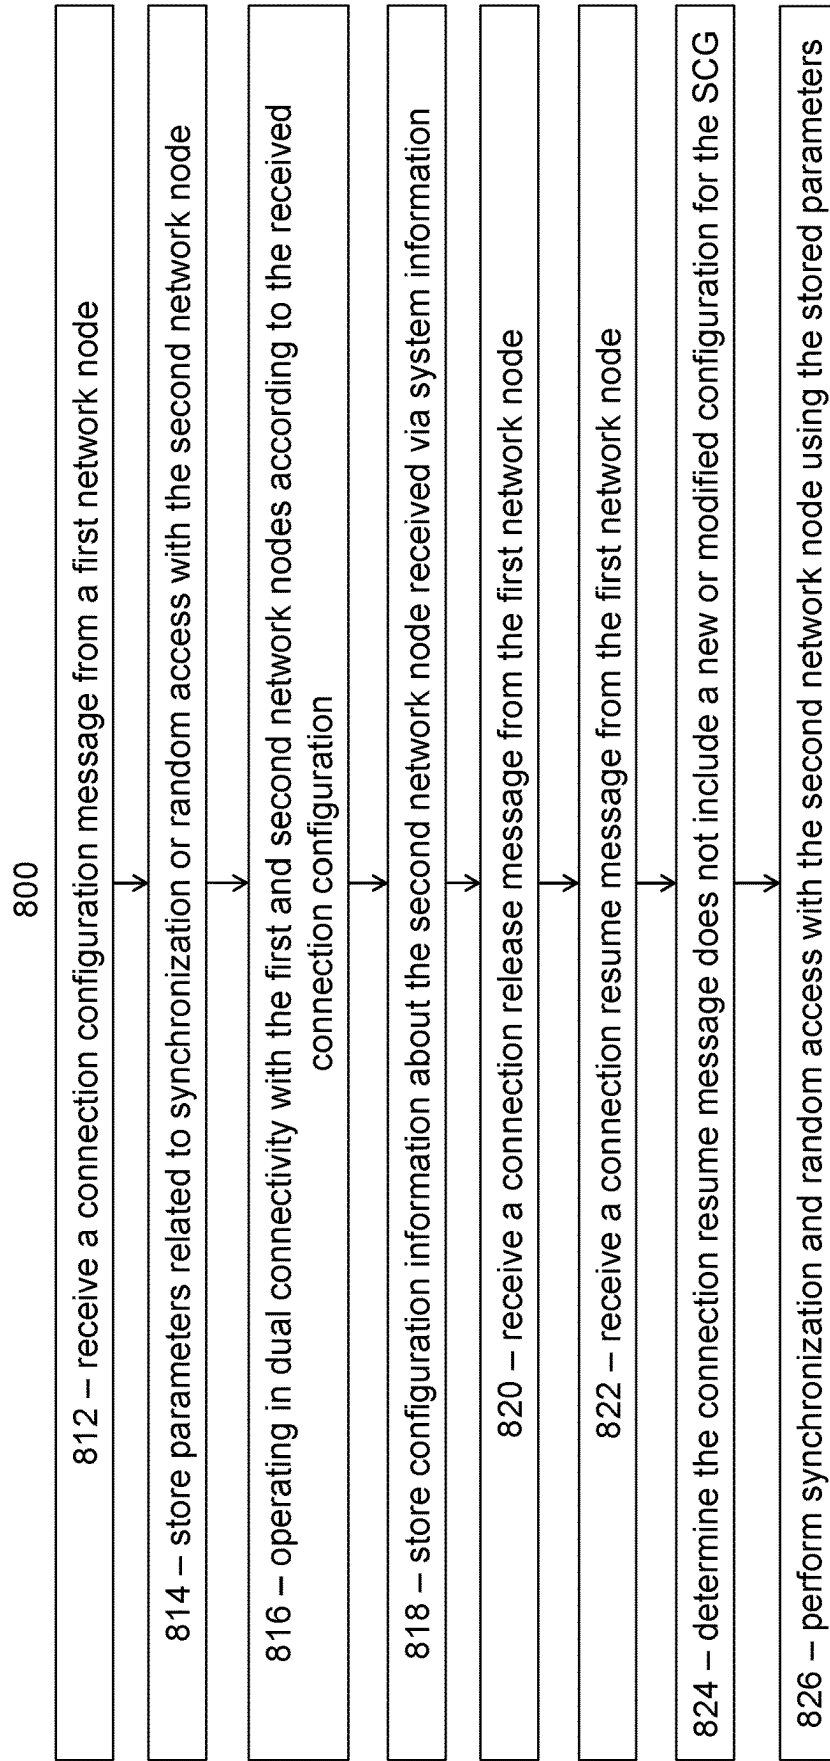 800
812 – receive a connection configuration message from a first network node
814 – store parameters related to synchronization or random access with the second network node
816 – operating in dual connectivity with the first and second network nodes according to the received
connection configuration
818 – store configuration information about the second network node received via system information
820 – receive a connection release message from the first network node
822 – receive a connection resume message from the first network node
824 – determine the connection resume message does not include a new or modified configuration for the SCG
826 – perform synchronization and random access with the second network node using the stored parameters